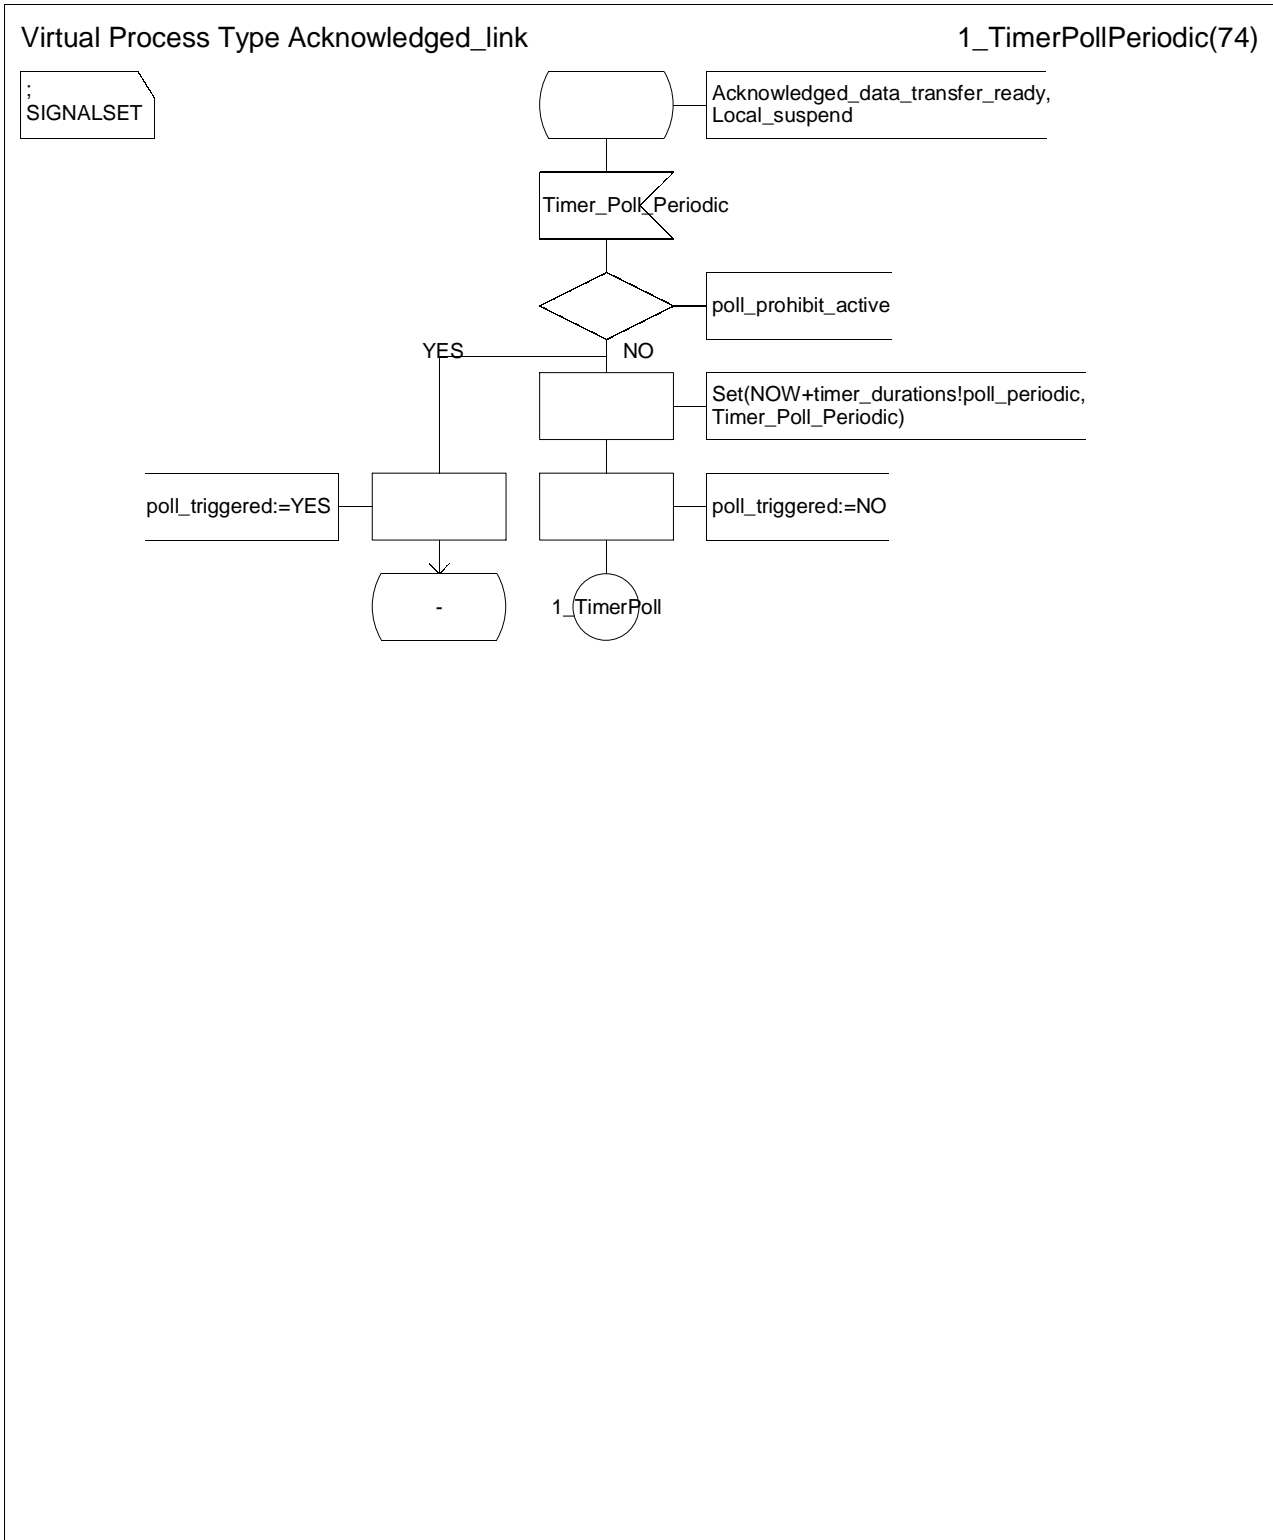 Virtual Process Type Acknowledged_link
1_TimerPollPeriodic(74)
;
SIGNALSET
Acknowledged_data_transfer_ready,
Local_suspend
Timer_Poll_Periodic
poll_prohibit_active
YES
NO
Set(NOW+timer_durations!poll_periodic,
Timer_Poll_Periodic)
poll_triggered:=YES
poll_triggered:=NO
-
1_TimerPoll